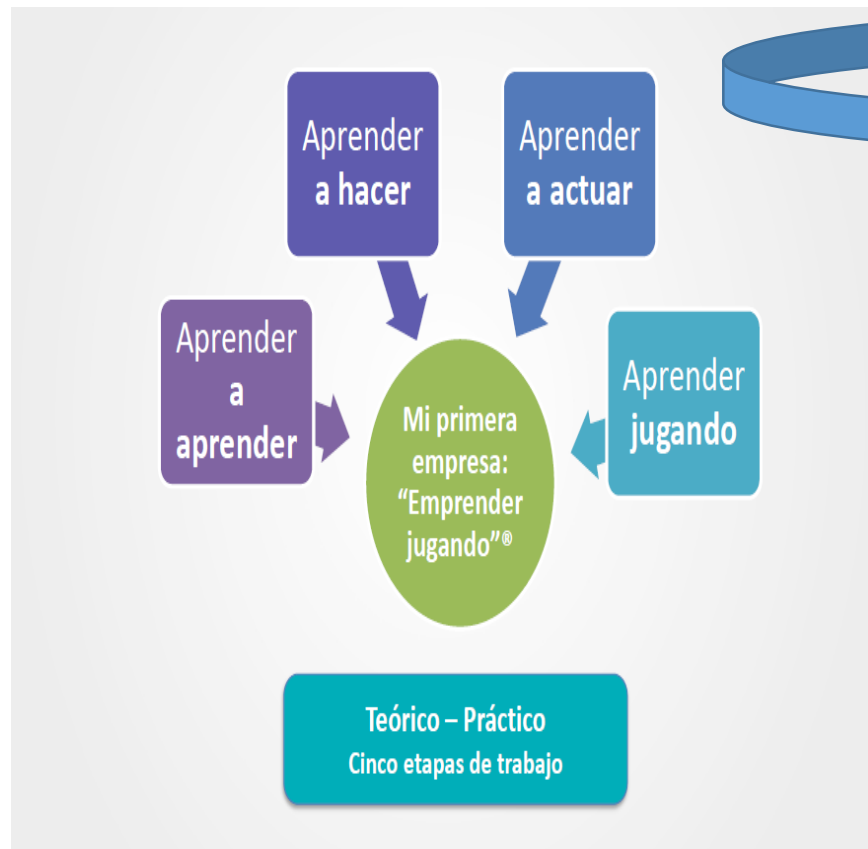 Aprender
a hacer
Aprender
a actuar
Aprender
a
aprender
Aprender
jugando
Mi primera
empresa:
“Emprender
jugando”®
Teórico – Práctico
Cinco etapas de trabajo